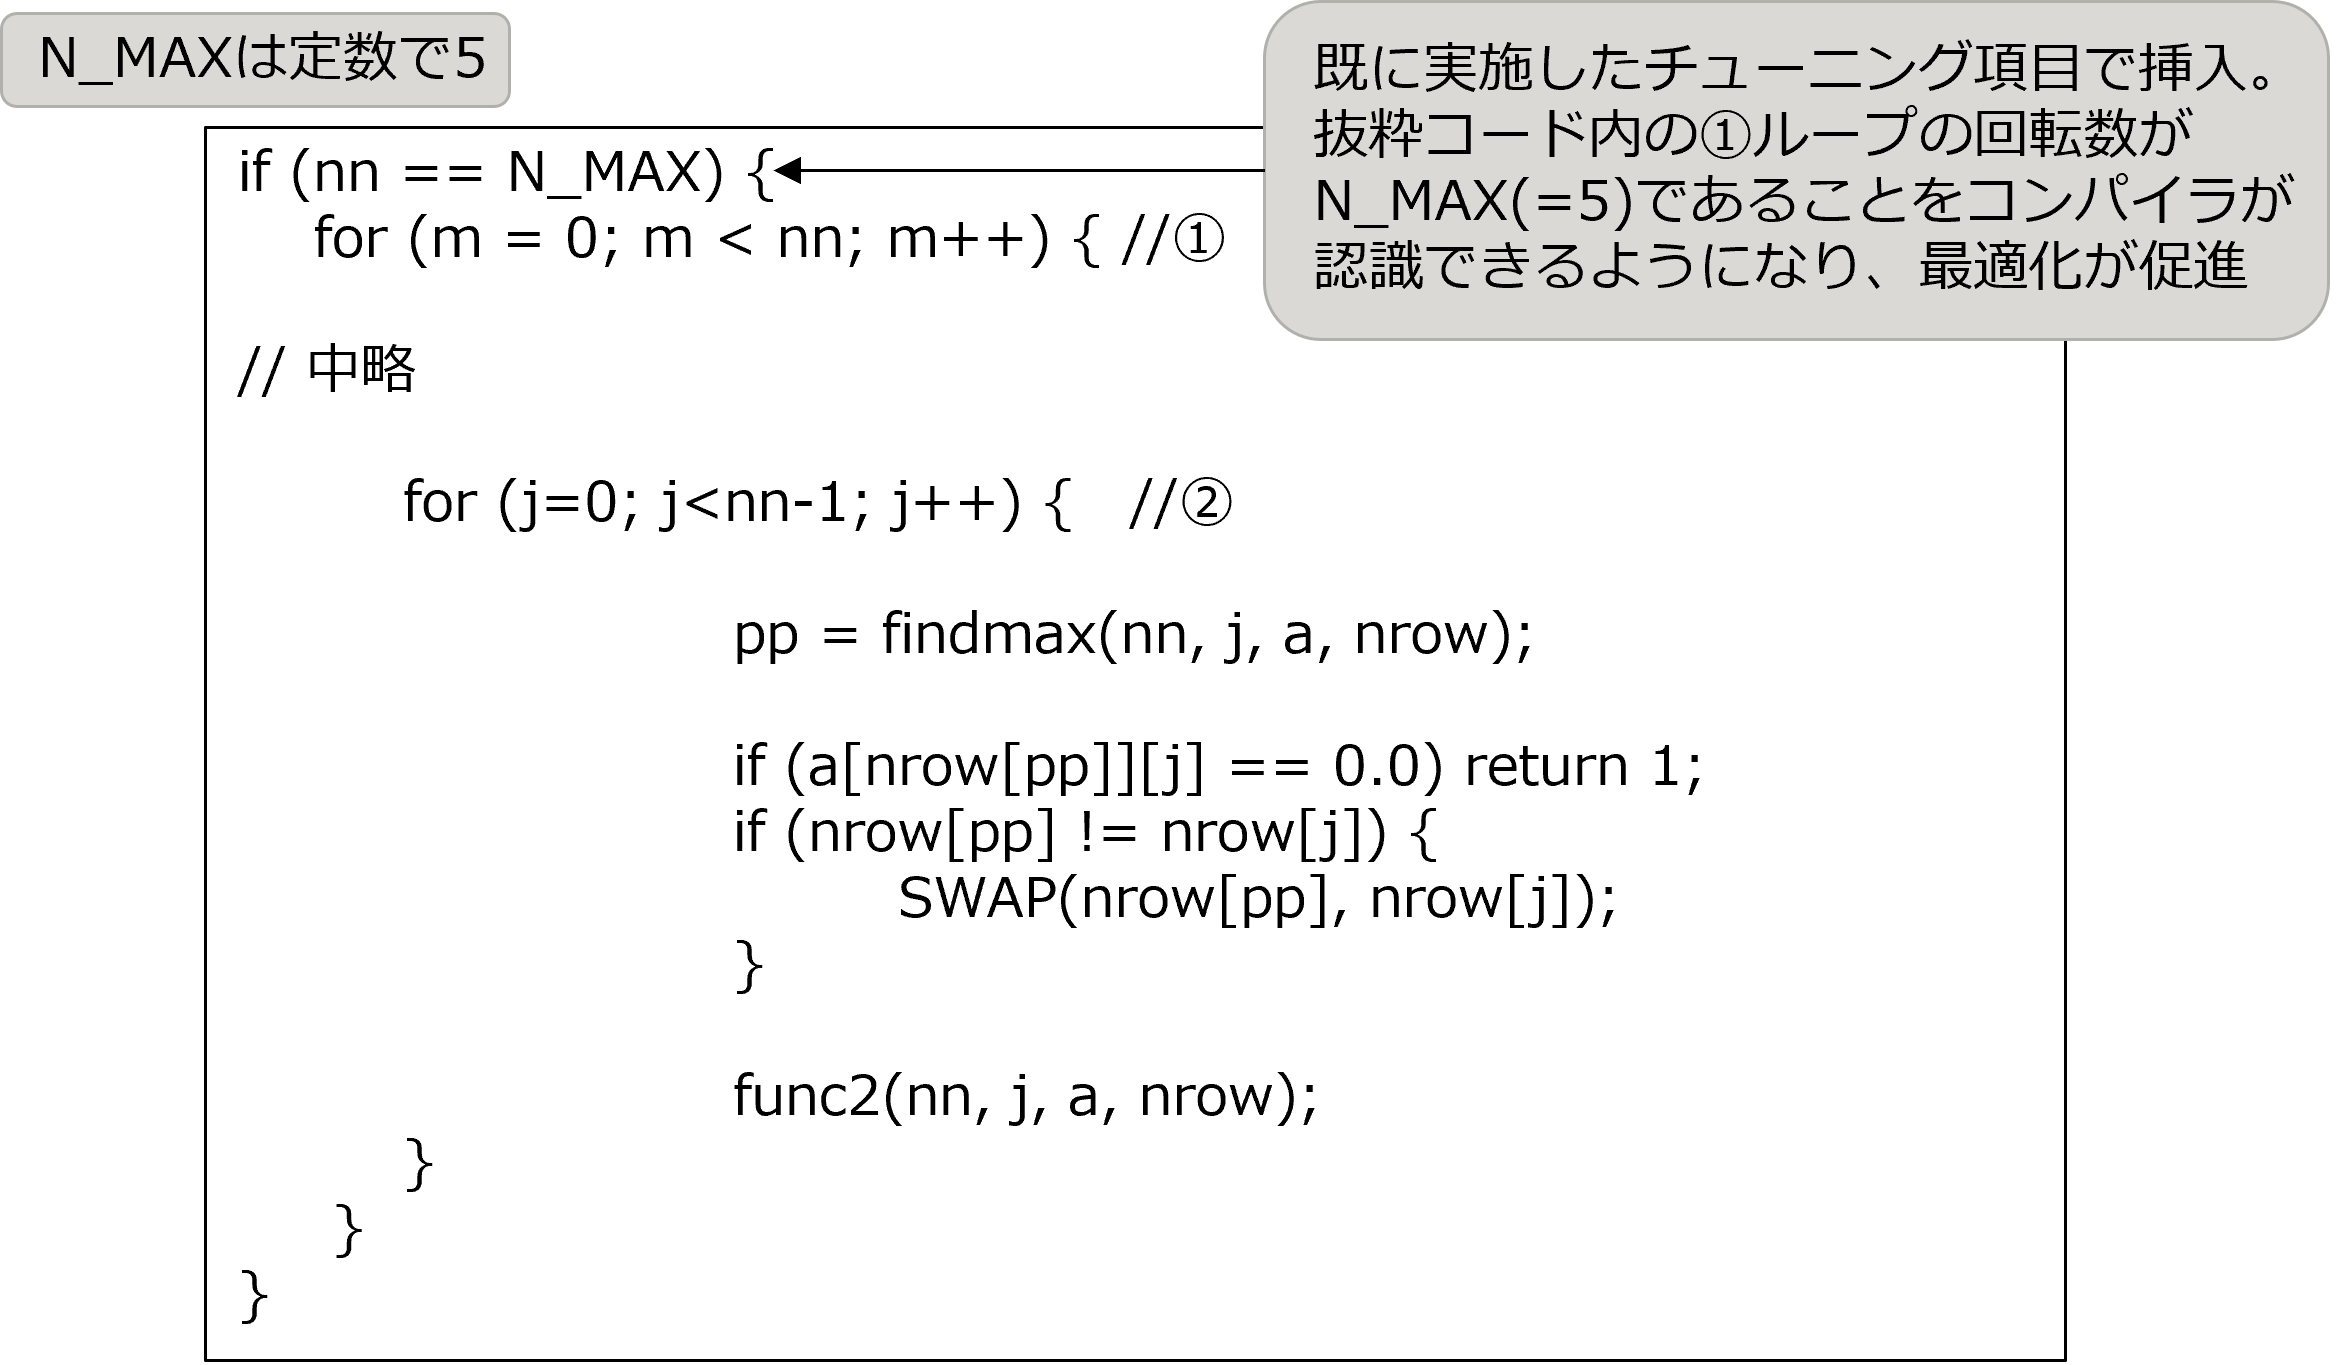 N_MAXは定数で5
既に実施したチューニング項目で挿入。
抜粋コード内の①ループの回転数が
N_MAX(=5)であることをコンパイラが
認識できるようになり、最適化が促進
if (nn == N_MAX) {
for (m = 0; m < nn; m++) { //①
// 中略
for (j=0; j<nn-1; j++) { //②
pp = findmax(nn, j, a, nrow);
if (a[nrow[pp]][j] == 0.0) return 1;
if (nrow[pp] != nrow[j]) {
SWAP(nrow[pp], nrow[j]);
}
func2(nn, j, a, nrow);
}
}
}